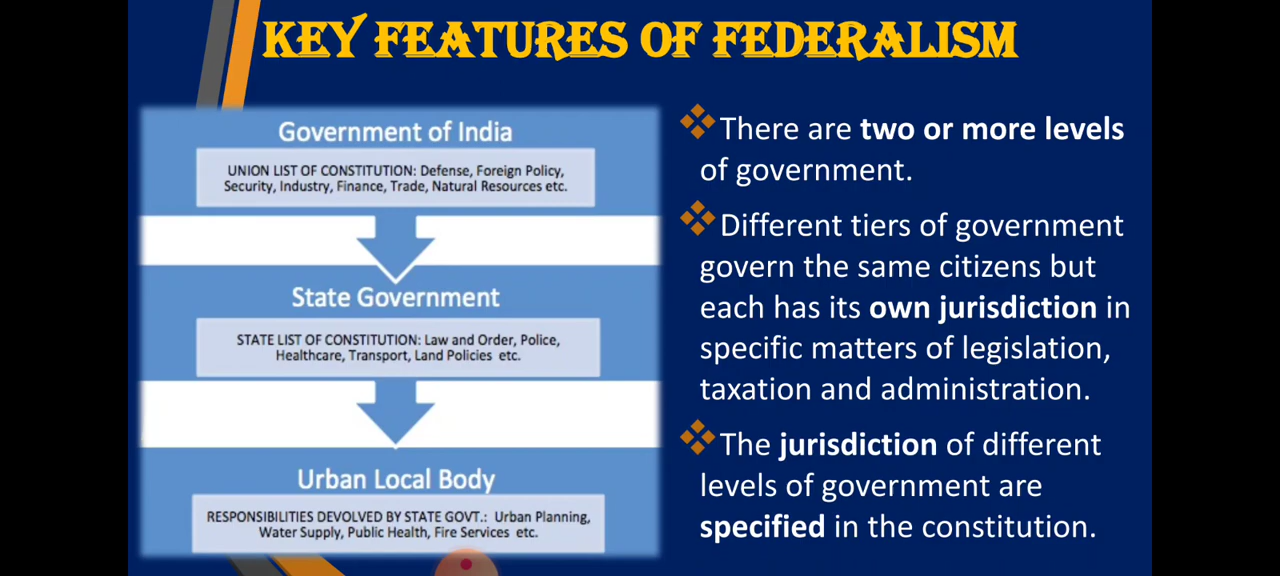 KEY FEATURES OF FEDERALISM
Government of India
UNION LIST OF CONSTITUTION: Defense, Foreign Policy,
Security, Industry, Finance, Trade, Natural Resources etc.
State Government
STATE LIST OF CONSTITUTION: Law and Order, Police,
Healthcare, Transport, Land Policies etc.
Urban Local Body
RESPONSIBILITIES DEVOLVED BY STATE GOVT.: Urban Planning,
Water Supply, Public Health, Fire Services etc.
There are two or more levels
of government.
Different tiers of government
govern the same citizens but
each has its own jurisdiction in
specific matters of legislation,
taxation and administration.
The jurisdiction of different
levels of government are
specified in the constitution.